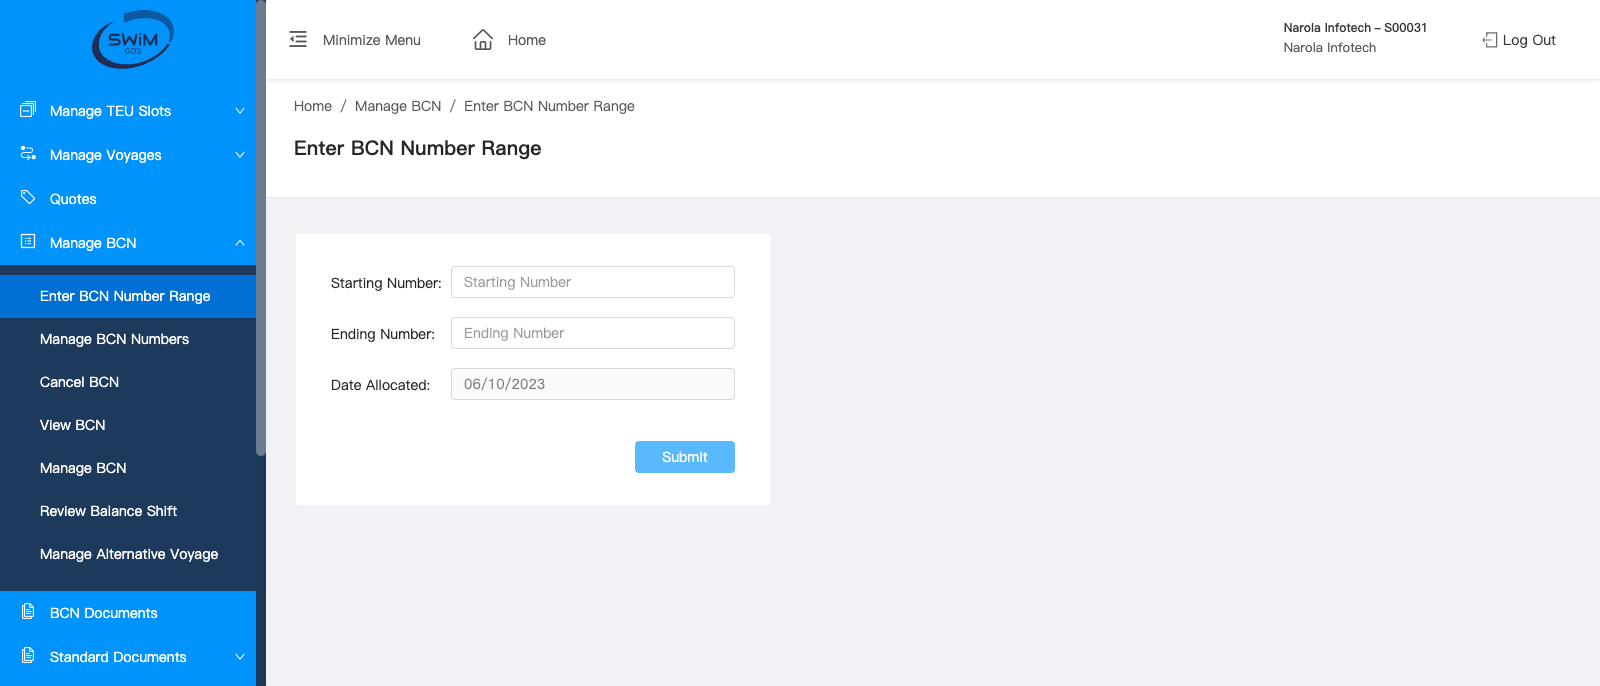 SWiM
GDS
Manage TEU Slots
Manage Voyages
Quotes
Manage BCN
Enter BCN Number Range
Manage BCN Numbers
Cancel BCN
View BCN
Manage BCN
Review Balance Shift
Manage Alternative Voyage
BCN Documents
Standard Documents
Minimize Menu
Home
Narola Infotech – S00031
Narola Infotech
Log Out
Home / Manage BCN / Enter BCN Number Range
Enter BCN Number Range
Starting Number: Starting Number
Ending Number: Ending Number
Date Allocated: 06/10/2023
Submit